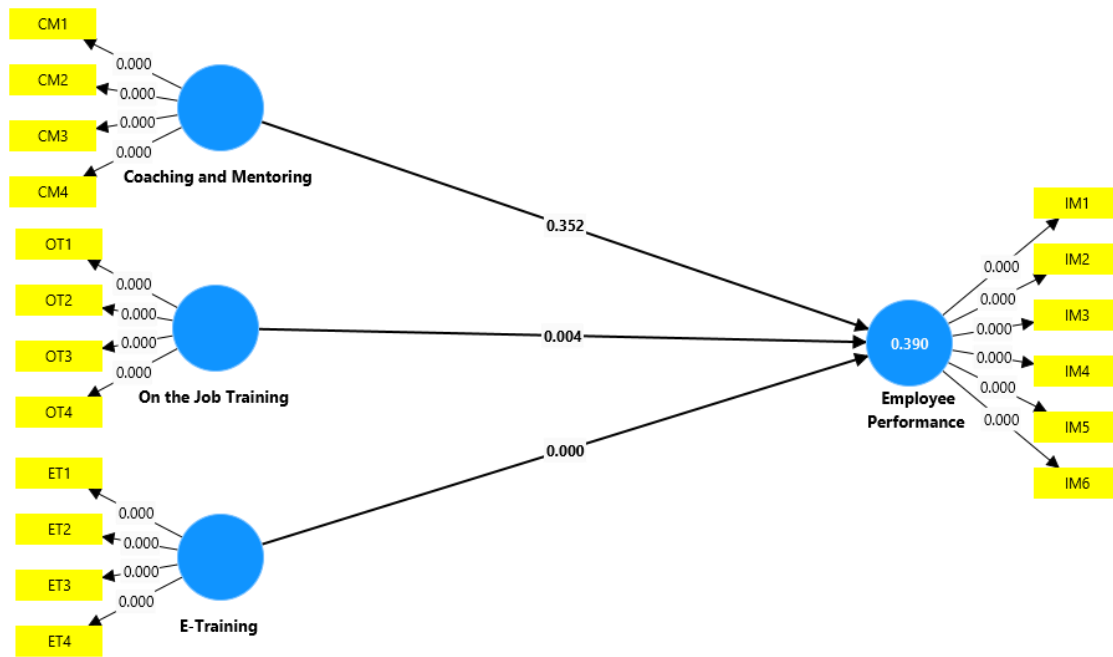 CM1
0.000
CM2
0.000
CM3
0.000
CM4
0.000
Coaching and Mentoring
OT1
0.000
OT2
0.000
OT3
0.000
OT4
0.000
On the Job Training
ET1
0.000
ET2
0.000
ET3
0.000
ET4
0.000
E-Training
0.352
0.004
0.000
0.390
Employee
Performance
IM1
0.000
IM2
0.000
IM3
0.000
IM4
0.000
IM5
0.000
IM6
0.000